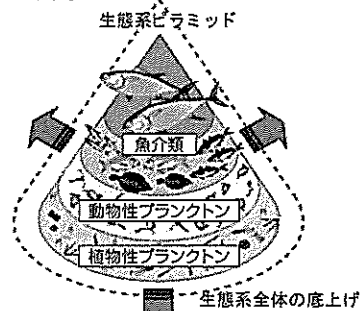 生態系ピラミッド
魚介類
動物性プランクトン
植物性プランクトン
生態系全体の底上げ